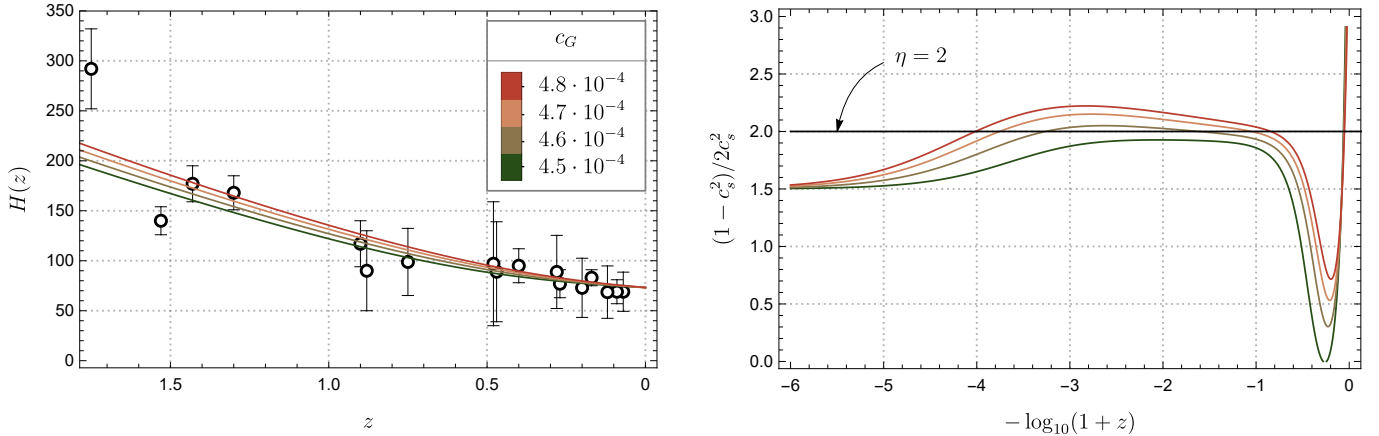 350
300
250
200
150
100
50
0
H(z)
1.5
1.0
0.5
0
z
c_G
4.8 · 10^{-4}
4.7 · 10^{-4}
4.6 · 10^{-4}
4.5 · 10^{-4}
3.0
2.5
2.0
1.5
1.0
0.5
0.0
(1 − c_s^2)/2c_s^2
η = 2
−6
−5
−4
−3
−2
−1
0
− log_{10}(1 + z)